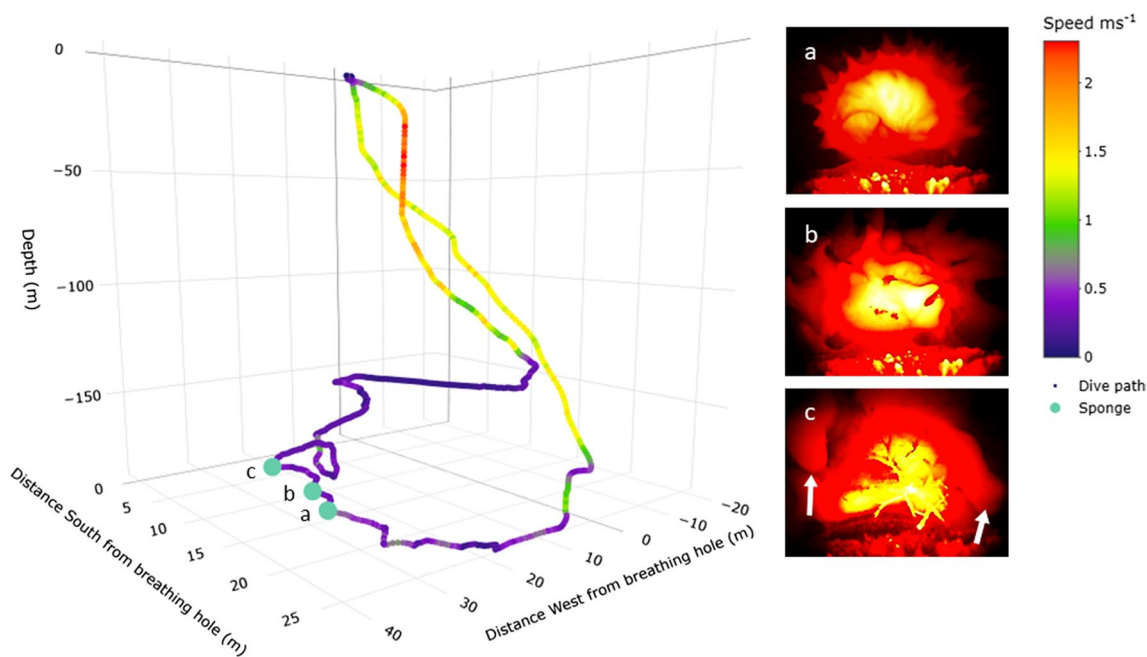 0
−50
−100
−150
Depth (m)
0
5
10
15
20
25
Distance South from breathing hole (m)
40
30
20
10
0
−10
−20
Distance West from breathing hole (m)
a
b
c
a
b
c
Speed ms⁻¹
2
1.5
1
0.5
0
Dive path
Sponge